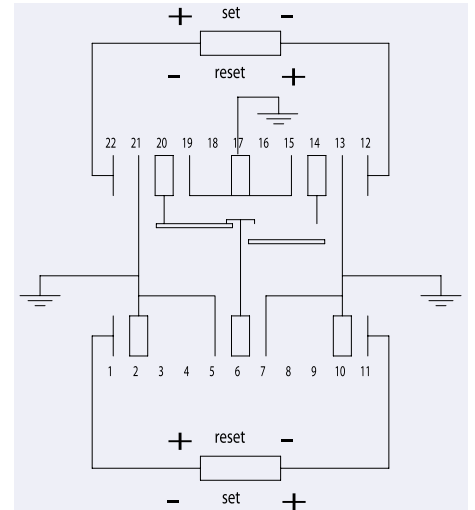 + set -
- reset +
22 21 20 19 18 17 16 15 14 13 12
1 2 3 4 5 6 7 8 9 10 11
+ reset -
- set +